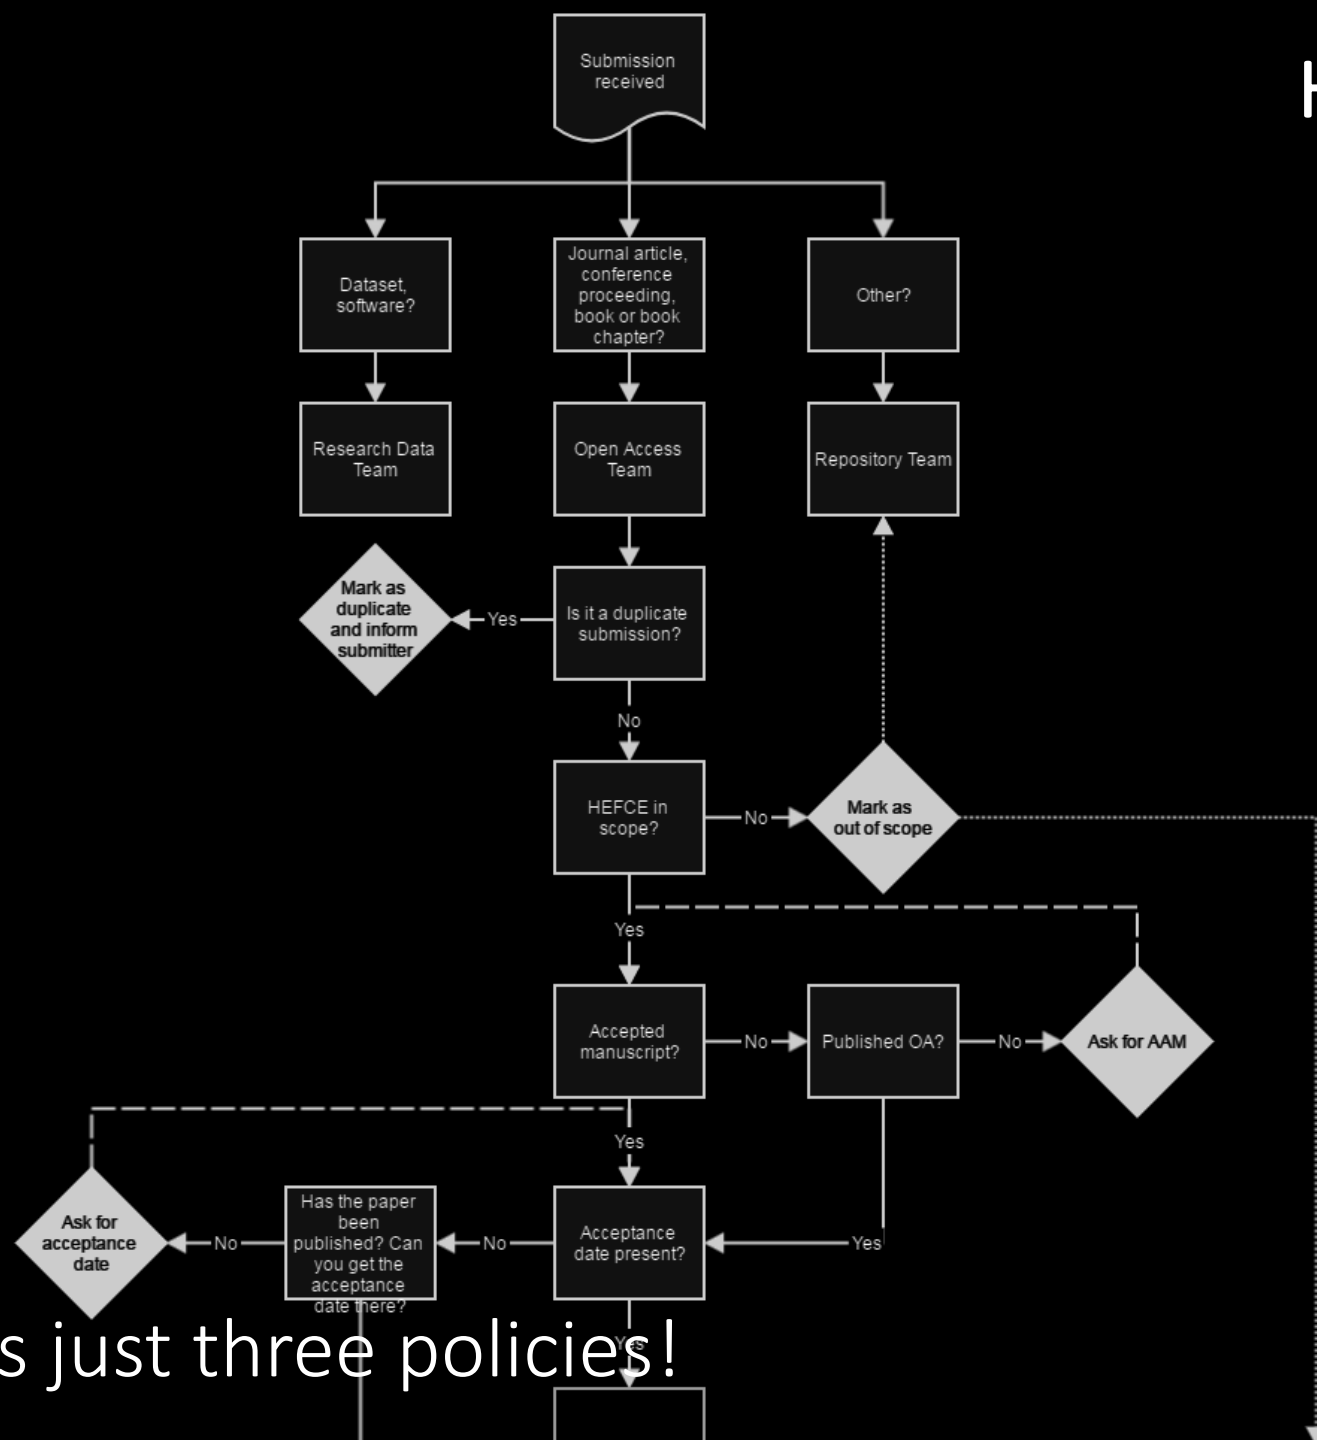 Submission
received
H
Dataset,
software?
Journal article,
conference
proceeding,
book or book
chapter?
Other?
Research Data
Team
Open Access
Team
Repository Team
Mark as
duplicate
and inform
submitter
Yes
Is it a duplicate
submission?
No
HEFCE in
scope?
No
Mark as
out of scope
Yes
Accepted
manuscript?
No
Published OA?
No
Ask for AAM
Yes
Ask for
acceptance
date
No
Has the paper
been
published? Can
you get the
acceptance
date there?
No
Acceptance
date present?
Yes
Yes
s just three policies!